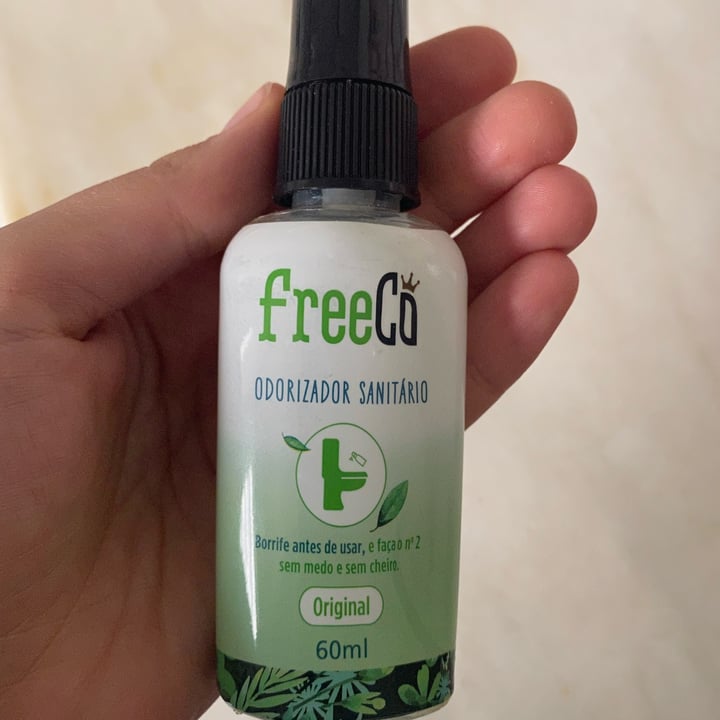 freeCô
ODORIZADOR SANITÁRIO
Borrife antes de usar, e faça o nº 2
sem medo e sem cheiro.
Original
60ml